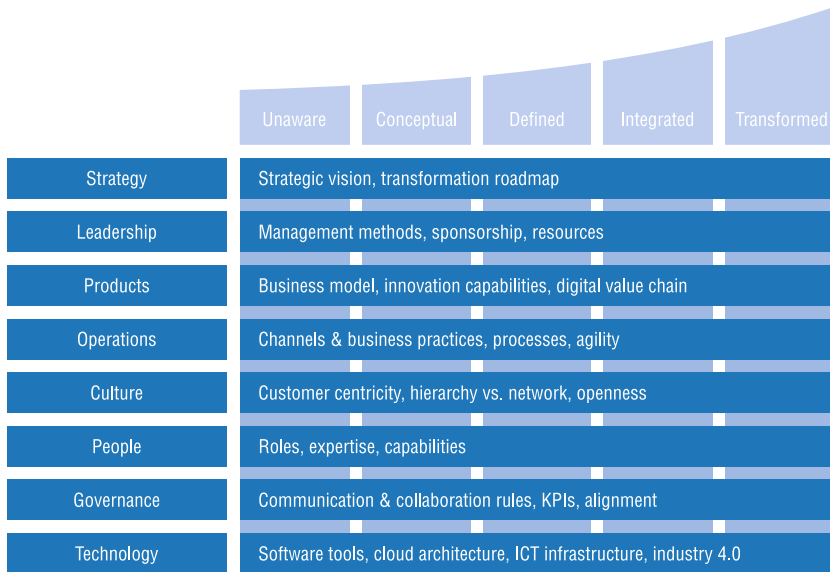 Unaware Conceptual Defined Integrated Transformed
Strategy Strategic vision, transformation roadmap
Leadership Management methods, sponsorship, resources
Products Business model, innovation capabilities, digital value chain
Operations Channels & business practices, processes, agility
Culture Customer centricity, hierarchy vs. network, openness
People Roles, expertise, capabilities
Governance Communication & collaboration rules, KPIs, alignment
Technology Software tools, cloud architecture, ICT infrastructure, industry 4.0